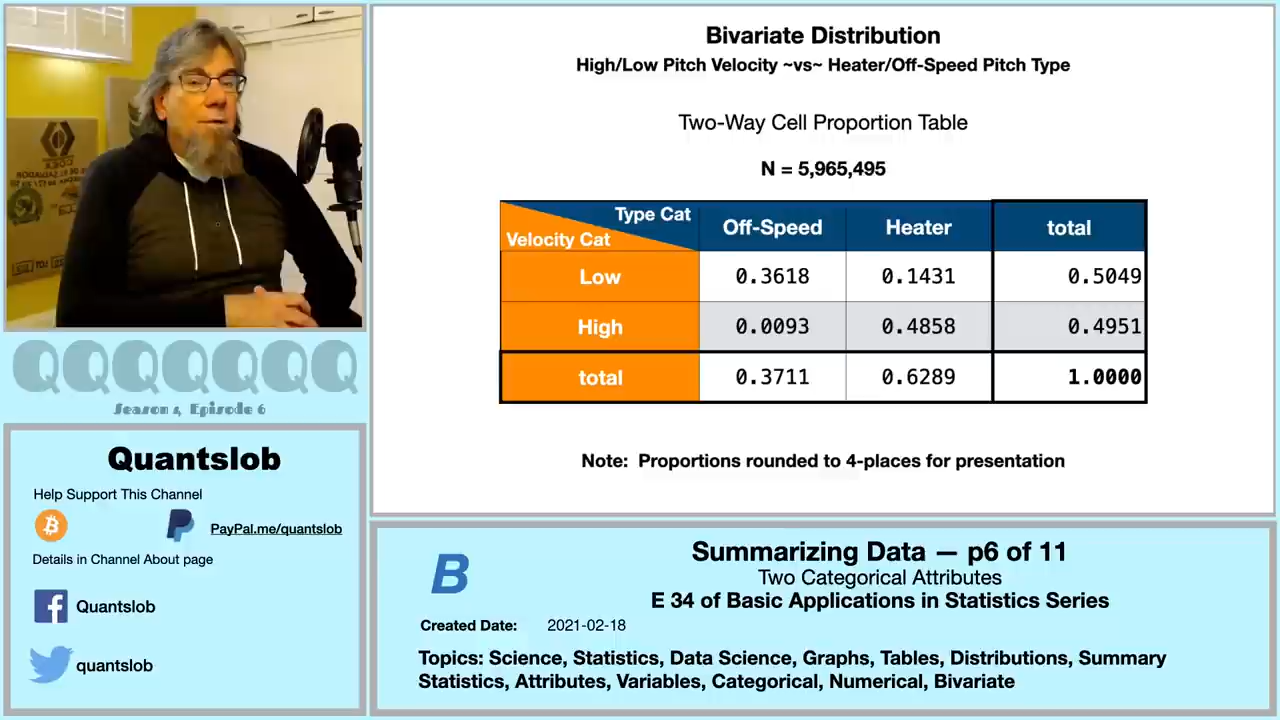 Bivariate Distribution
High/Low Pitch Velocity ~vs~ Heater/Off-Speed Pitch Type
Two-Way Cell Proportion Table
N = 5,965,495
Type Cat
Velocity Cat
Off-Speed Heater total
Low 0.3618 0.1431 0.5049
High 0.0093 0.4858 0.4951
total 0.3711 0.6289 1.0000
Note: Proportions rounded to 4-places for presentation
QQQQQQQ
Season 1, Episode 6
Quantslob
Help Support This Channel
PayPal.me/quantslob
Details in Channel About page
Quantslob
quantslob
B
Summarizing Data — p6 of 11
Two Categorical Attributes
E 34 of Basic Applications in Statistics Series
Created Date: 2021-02-18
Topics: Science, Statistics, Data Science, Graphs, Tables, Distributions, Summary
Statistics, Attributes, Variables, Categorical, Numerical, Bivariate